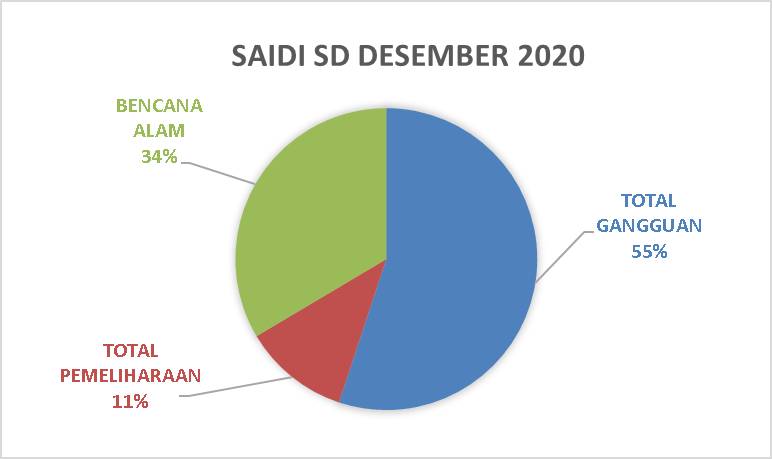 SAIDI SD DESEMBER 2020
BENCANA
ALAM
34%
TOTAL
GANGGUAN
55%
TOTAL
PEMELIHARAAN
11%